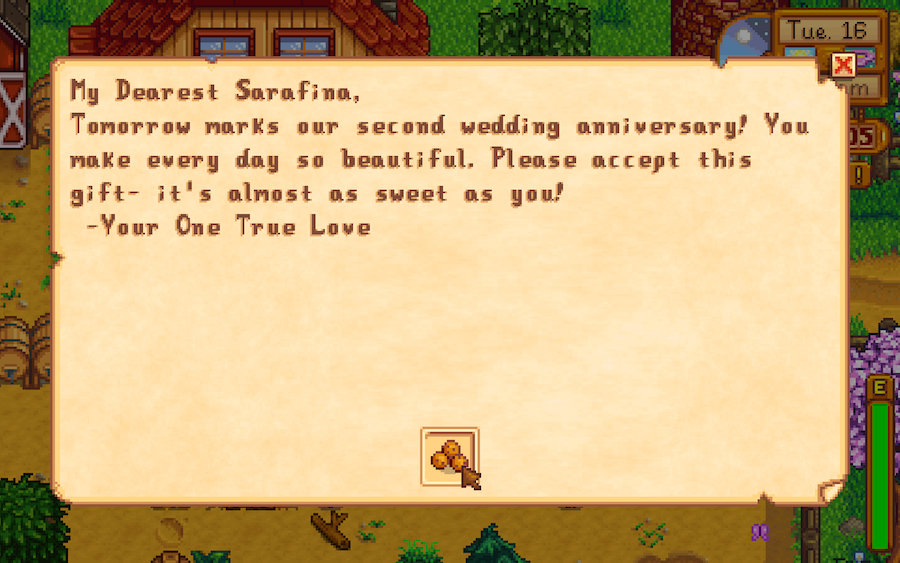 Tue. 16
My Dearest Sarafina,
Tomorrow marks our second wedding anniversary! You
make every day so beautiful. Please accept this
gift- it's almost as sweet as you!
-Your One True Love
E